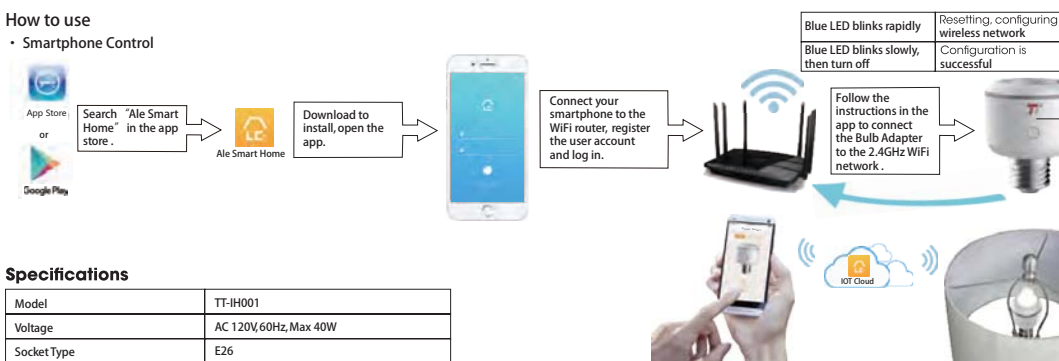 How to use
• Smartphone Control
App Store
or
Google Play
Search “Ale Smart
Home” in the app
store .
Ale Smart Home
Download to
install, open the
app.
Connect your
smartphone to the
WiFi router, register
the user account
and log in.
Follow the
instructions in the
app to connect
the Bulb Adapter
to the 2.4GHz WiFi
network .
Blue LED blinks rapidly
Resetting, configuring
wireless network
Blue LED blinks slowly,
then turn off
Configuration is
successful
IOT Cloud
Specifications
Model TT-IH001
Voltage AC 120V,60Hz,Max 40W
Socket Type E26